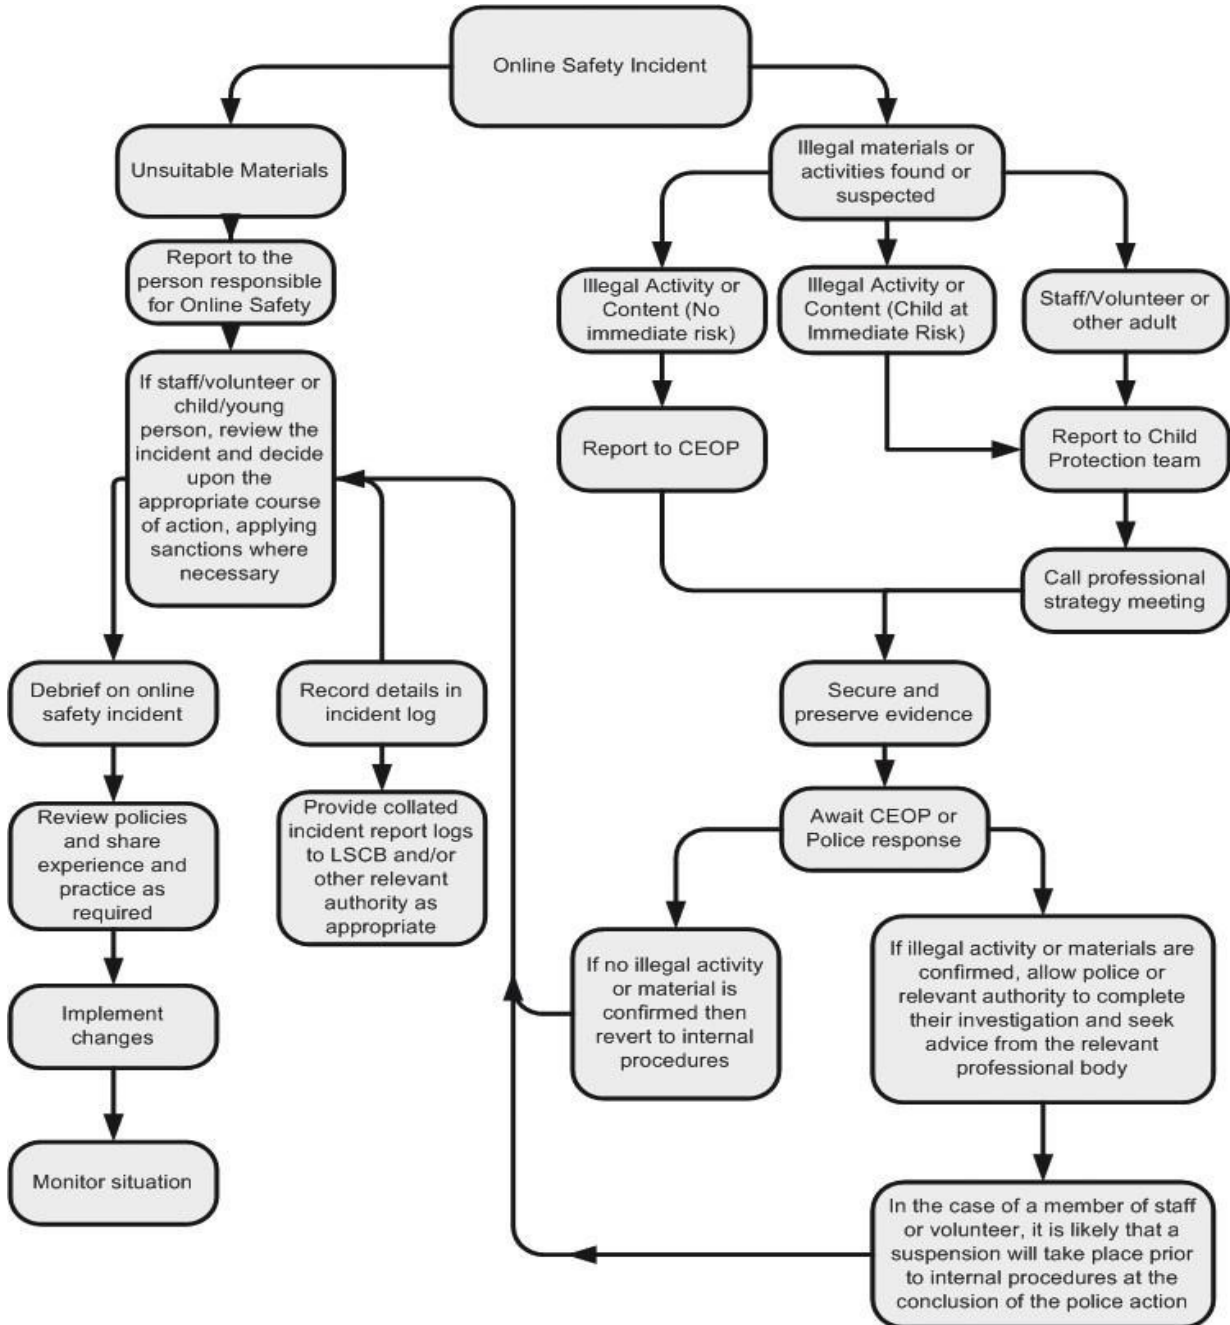 Online Safety Incident
Unsuitable Materials
Report to the
person responsible
for Online Safety
If staff/volunteer or
child/young
person, review the
incident and decide
upon the
appropriate course
of action, applying
sanctions where
necessary
Debrief on online
safety incident
Review policies
and share
experience and
practice as
required
Implement
changes
Monitor situation
Record details in
incident log
Provide collated
incident report logs
to LSCB and/or
other relevant
authority as
appropriate
Illegal materials or
activities found or
suspected
Illegal Activity or
Content (No
immediate risk)
Illegal Activity or
Content (Child at
Immediate Risk)
Staff/Volunteer or
other adult
Report to CEOP
Report to Child
Protection team
Call professional
strategy meeting
Secure and
preserve evidence
Await CEOP or
Police response
If no illegal activity
or material is
confirmed then
revert to internal
procedures
If illegal activity or materials are
confirmed, allow police or
relevant authority to complete
their investigation and seek
advice from the relevant
professional body
In the case of a member of staff
or volunteer, it is likely that a
suspension will take place prior
to internal procedures at the
conclusion of the police action